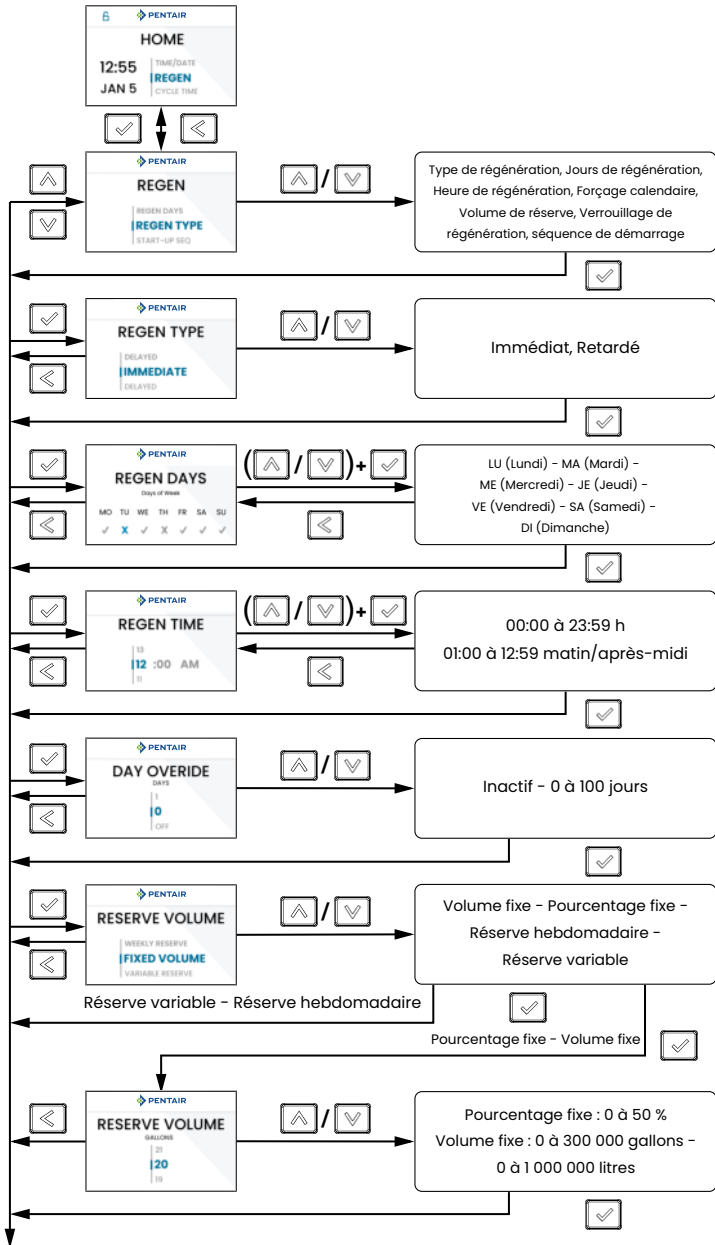 PENTAIR
HOME
12:55
JAN 5
TIME/DATE
REGEN
CYCLE TIME
PENTAIR
REGEN
REGEN DAYS
REGEN TYPE
START-UP SEQ
/
Type de régénération, Jours de régénération,
Heure de régénération, Forçage calendaire,
Volume de réserve, Verrouillage de
régénération, séquence de démarrage
PENTAIR
REGEN TYPE
DELAYED
IMMEDIATE
DELAYED
/
Immédiat, Retardé
PENTAIR
REGEN DAYS
Days of Week
MO TU WE TH FR SA SU
✓ X ✓ X ✓ ✓ ✓
( / )+
LU (Lundi) - MA (Mardi) -
ME (Mercredi) - JE (Jeudi) -
VE (Vendredi) - SA (Samedi) -
DI (Dimanche)
PENTAIR
REGEN TIME
13
12 :00 AM
11
( / )+
00:00 à 23:59 h
01:00 à 12:59 matin/après-midi
PENTAIR
DAY OVERIDE
DAYS
1
0
OFF
/
Inactif - 0 à 100 jours
PENTAIR
RESERVE VOLUME
WEEKLY RESERVE
FIXED VOLUME
VARIABLE RESERVE
/
Volume fixe - Pourcentage fixe -
Réserve hebdomadaire -
Réserve variable
Réserve variable - Réserve hebdomadaire
Pourcentage fixe - Volume fixe
PENTAIR
RESERVE VOLUME
GALLONS
21
20
19
/
Pourcentage fixe : 0 à 50 %
Volume fixe : 0 à 300 000 gallons -
0 à 1 000 000 litres